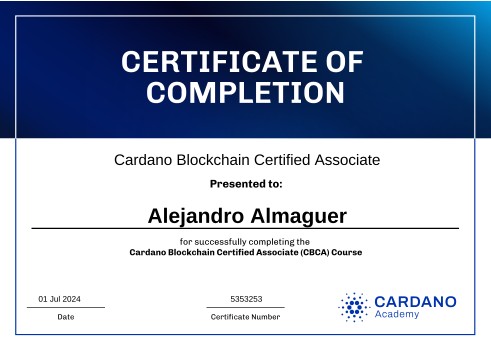 CERTIFICATE OF
COMPLETION
Cardano Blockchain Certified Associate
Presented to:
Alejandro Almaguer
for successfully completing the
Cardano Blockchain Certified Associate (CBCA) Course
01 Jul 2024
Date
5353253
Certificate Number
CARDANO
Academy